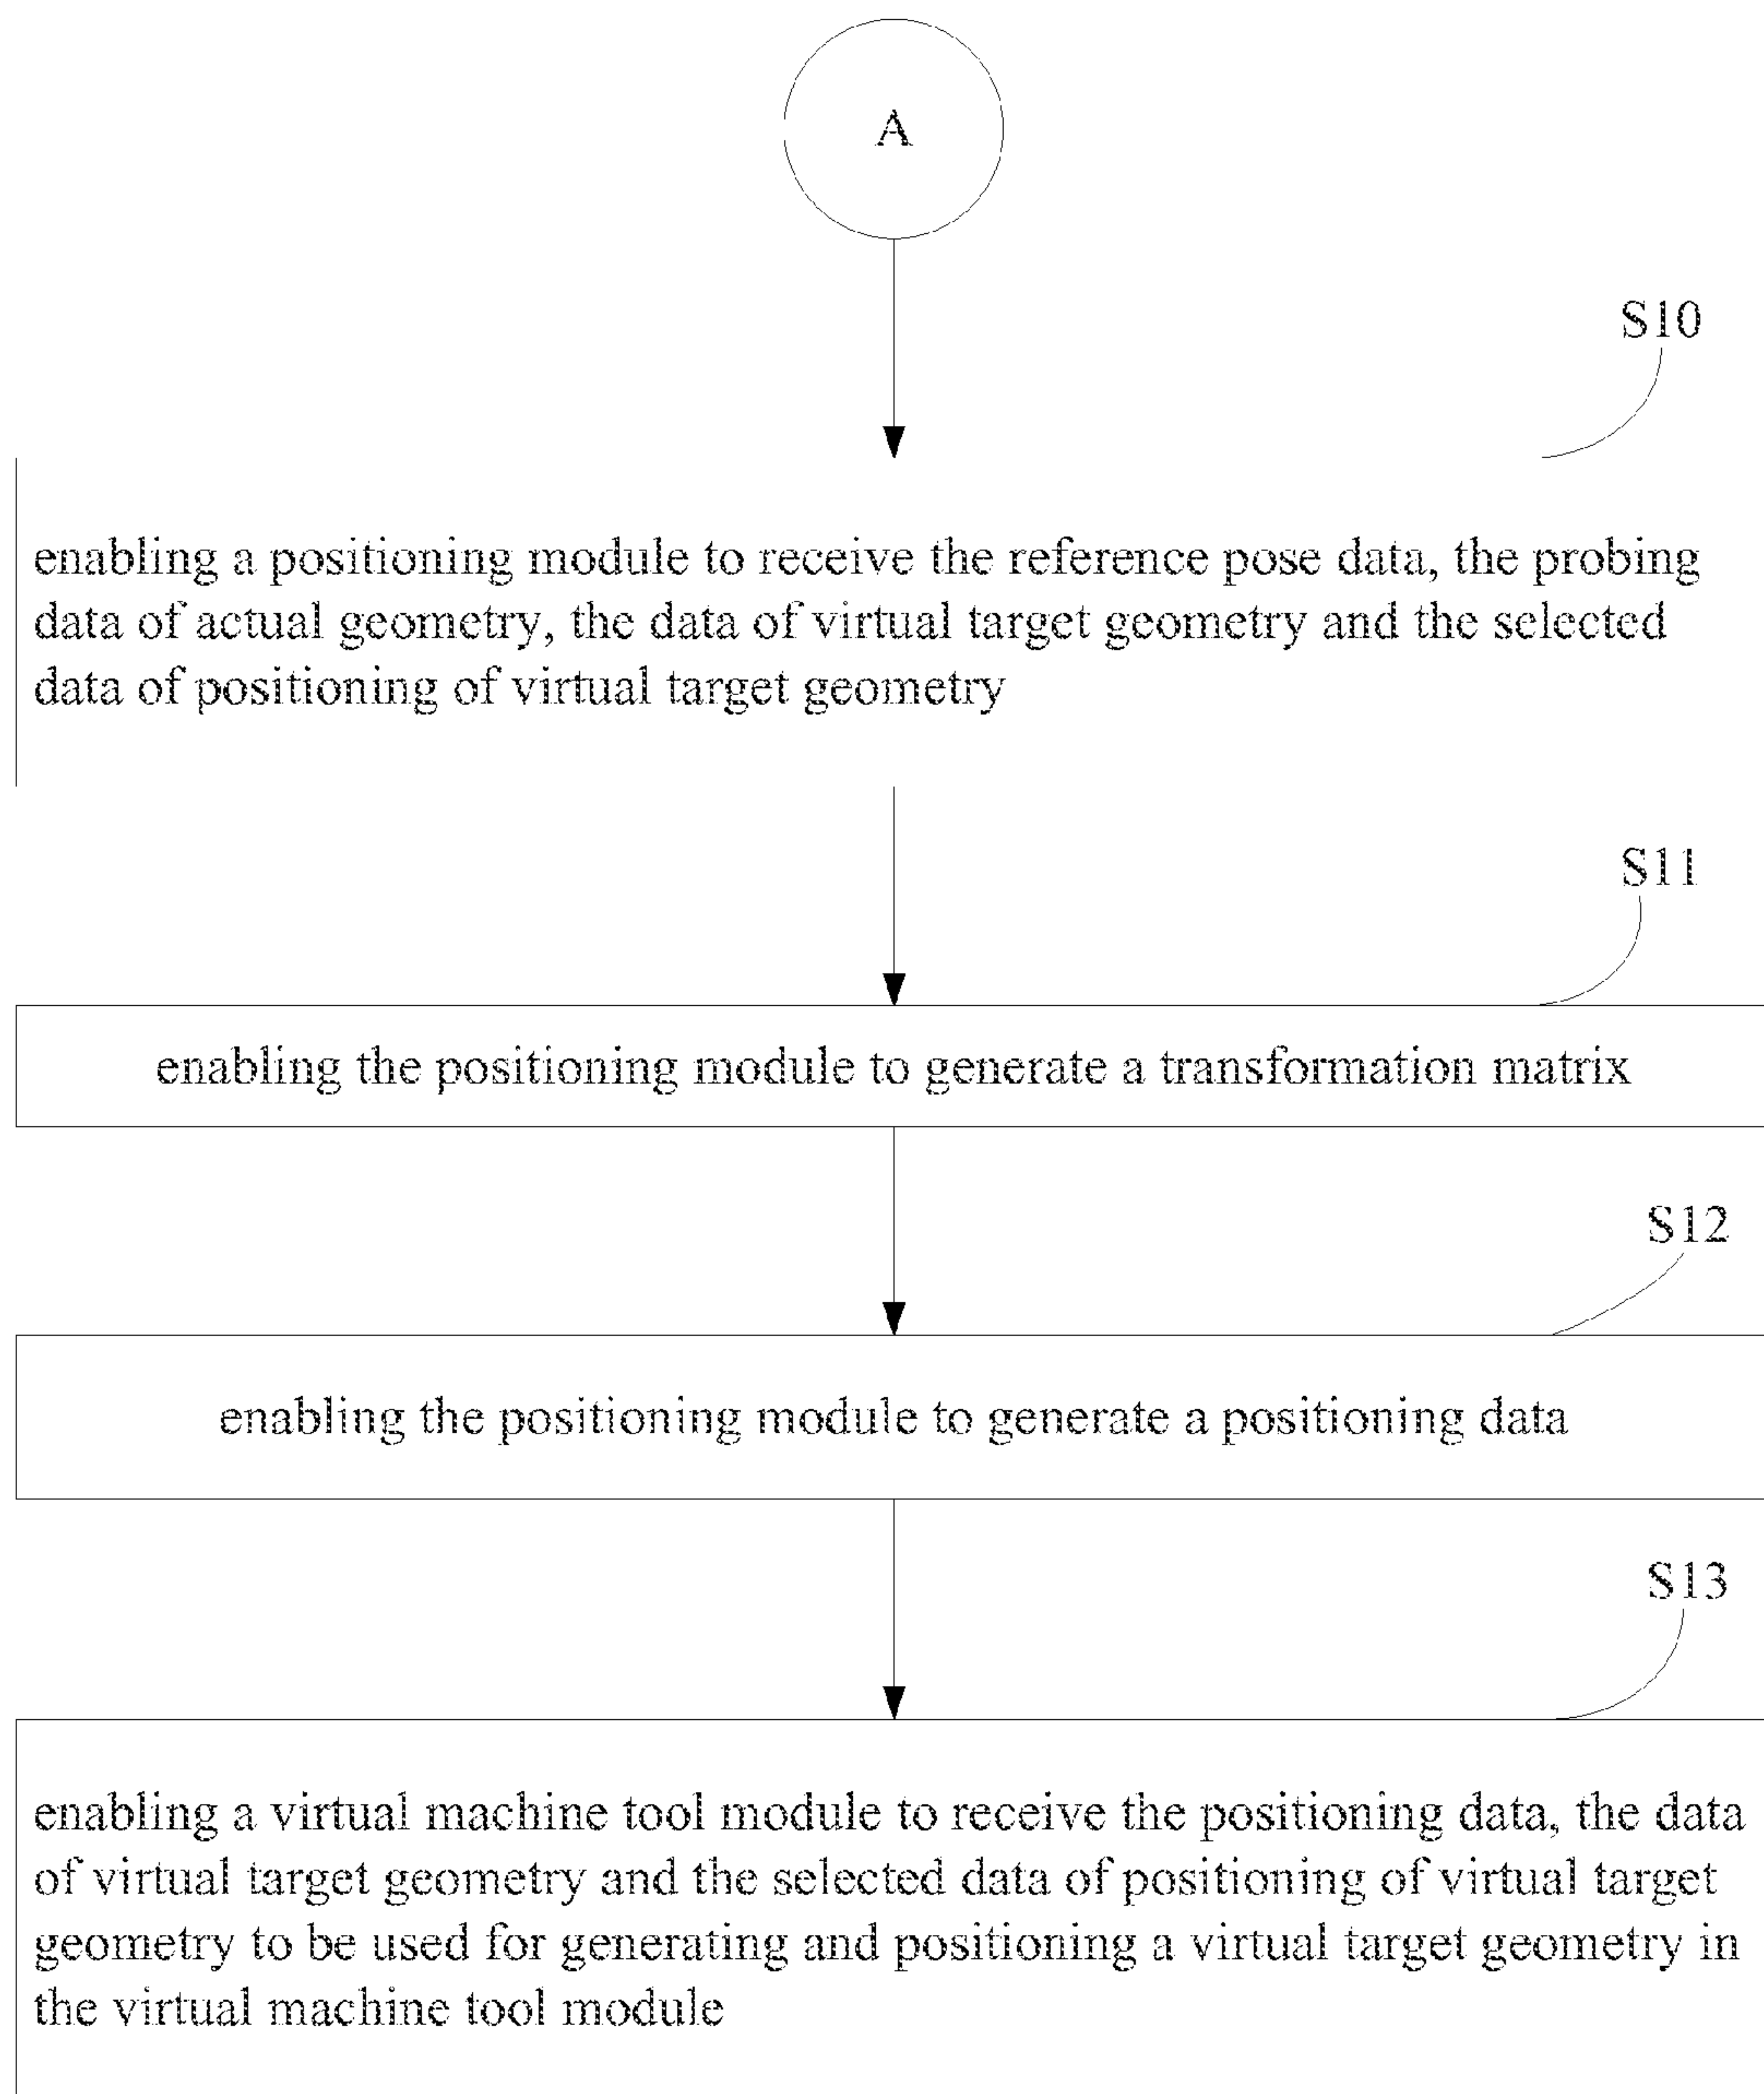 A
S10
enabling a positioning module to receive the reference pose data, the probing
data of actual geometry, the data of virtual target geometry and the selected
data of positioning of virtual target geometry
S11
enabling the positioning module to generate a transformation matrix
S12
enabling the positioning module to generate a positioning data
S13
enabling a virtual machine tool module to receive the positioning data, the data
of virtual target geometry and the selected data of positioning of virtual target
geometry to be used for generating and positioning a virtual target geometry in
the virtual machine tool module